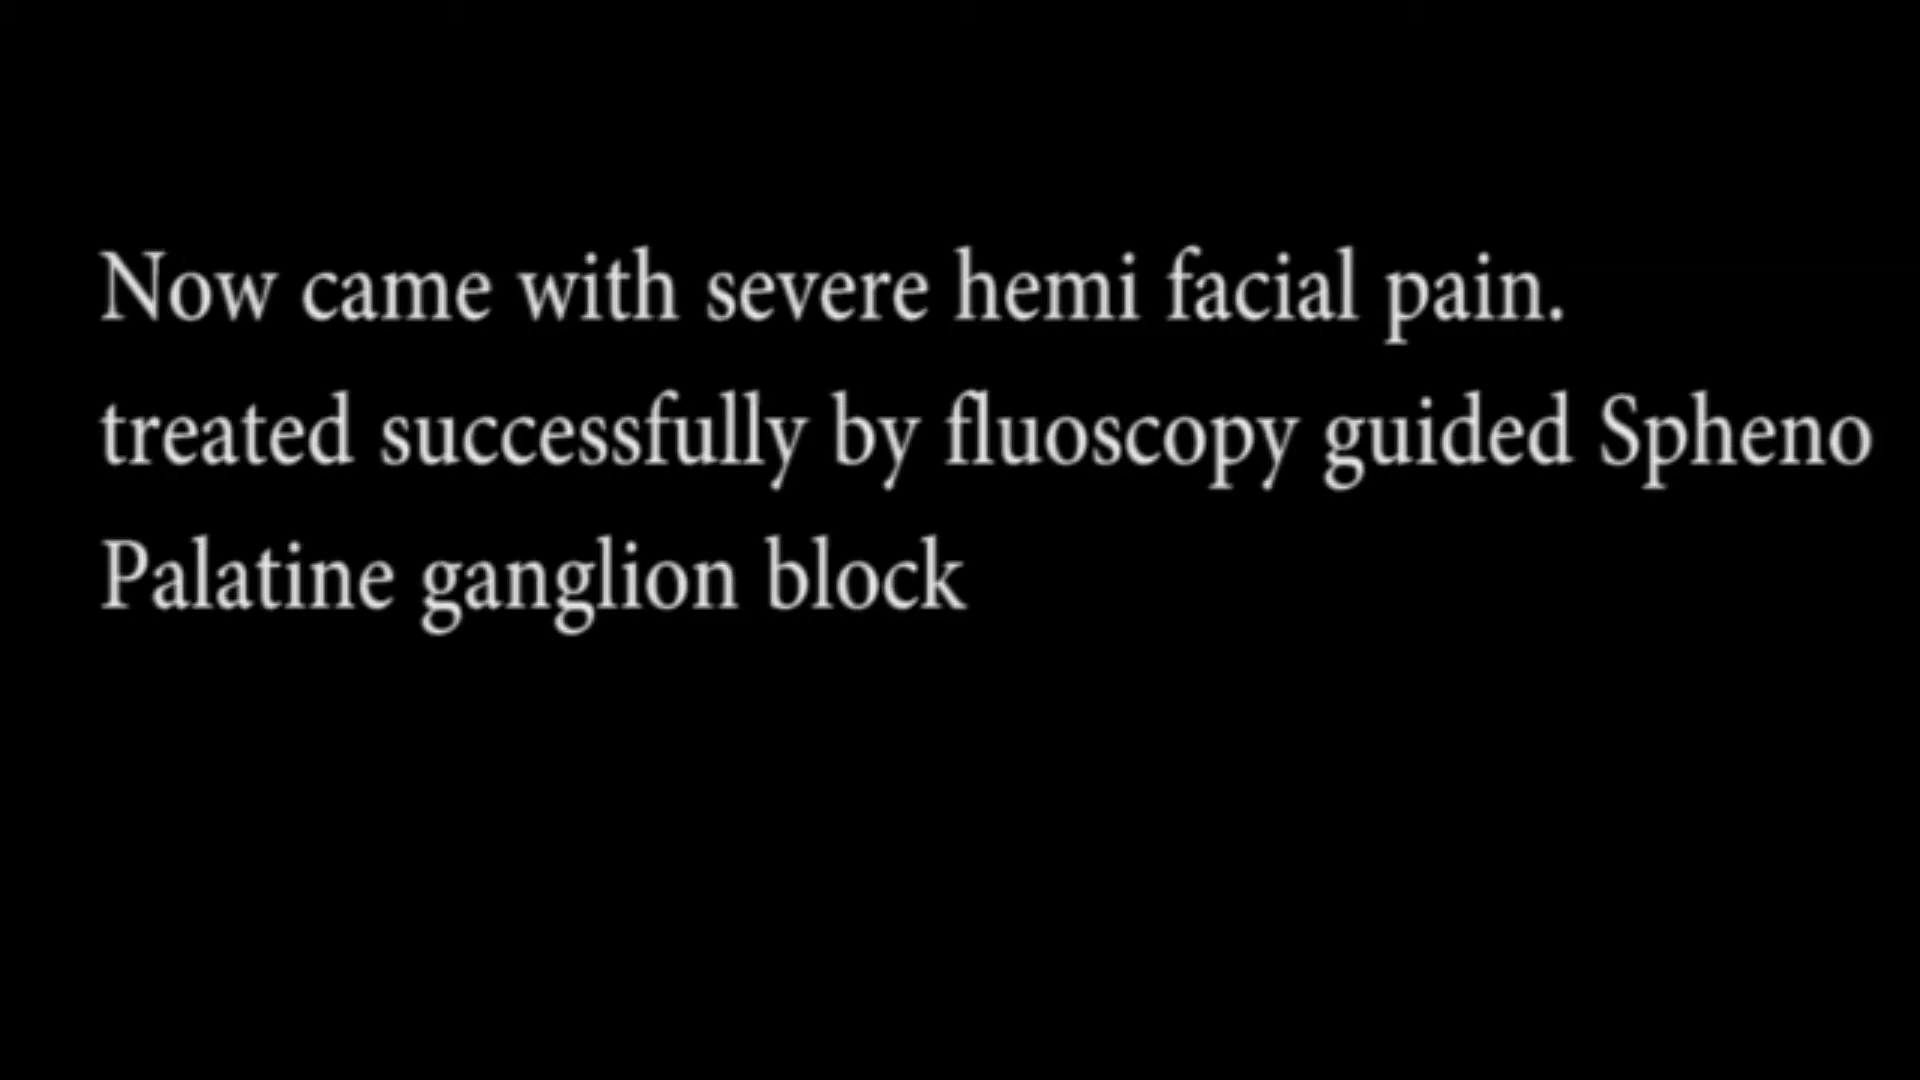 Now came with severe hemi facial pain.
treated successfully by fluoscopy guided Spheno
Palatine ganglion block